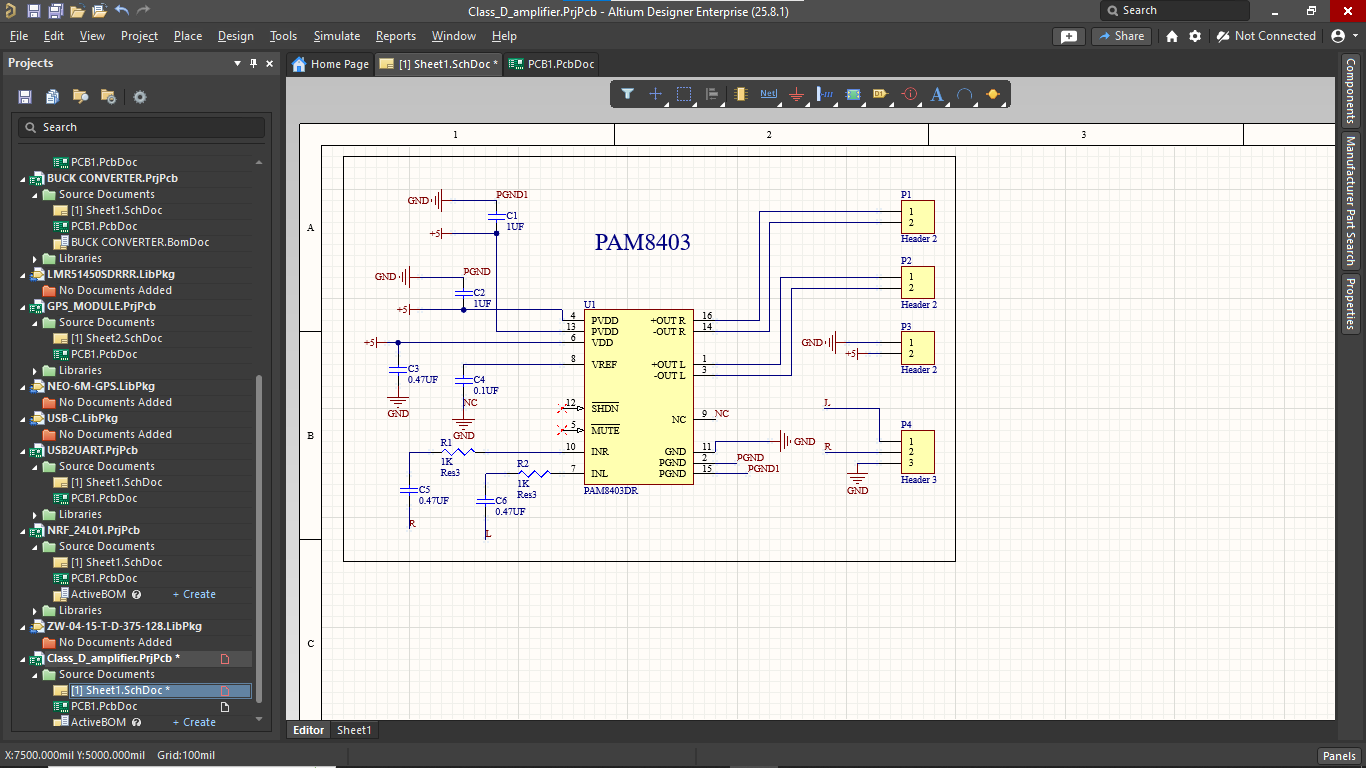 Class_D_amplifier.PrjPcb - Altium Designer Enterprise (25.8.1)
Search
File Edit View Project Place Design Tools Simulate Reports Window Help
Share
Not Connected
Projects
Home Page
[1] Sheet1.SchDoc *
PCB1.PcbDoc
Search
PCB1.PcbDoc
BUCK CONVERTER.PrjPcb
Source Documents
[1] Sheet1.SchDoc
PCB1.PcbDoc
BUCK CONVERTER.BomDoc
Libraries
LMR51450SDRRR.LibPkg
No Documents Added
GPS_MODULE.PrjPcb
Source Documents
[1] Sheet2.SchDoc
PCB1.PcbDoc
Libraries
NEO-6M-GPS.LibPkg
No Documents Added
USB-C.LibPkg
No Documents Added
USB2UART.PrjPcb
Source Documents
[1] Sheet1.SchDoc
PCB1.PcbDoc
Libraries
NRF_24L01.PrjPcb
Source Documents
[1] Sheet1.SchDoc
PCB1.PcbDoc
ActiveBOM + Create
Libraries
ZW-04-15-T-D-375-128.LibPkg
No Documents Added
Class_D_amplifier.PrjPcb *
Source Documents
[1] Sheet1.SchDoc *
PCB1.PcbDoc
ActiveBOM + Create
Net
D1
1 2 3
A
B
C
GND
PGND1
C1
1UF
+5
PAM8403
GND
PGND
C2
1UF
+5
+5
C3
0.47UF
GND
C4
0.1UF
NC
GND
R1
1K
Res3
R2
1K
Res3
C5
0.47UF
C6
0.47UF
R
L
U1
4 PVDD
13 PVDD
6 VDD
8 VREF
12 SHDN
5 MUTE
10 INR
7 INL
+OUT R 16
-OUT R 14
+OUT L 1
-OUT L 3
NC 9 NC
GND 11
PGND 2 PGND
PGND 15 PGND1
PAM8403DR
GND
P1
1
2
Header 2
P2
1
2
Header 2
P3
GND
+5
1
2
Header 2
L
R
P4
1
2
3
GND
Header 3
Components
Manufacturer Part Search
Properties
Editor Sheet1
X:7500.000mil Y:5000.000mil Grid:100mil
Panels